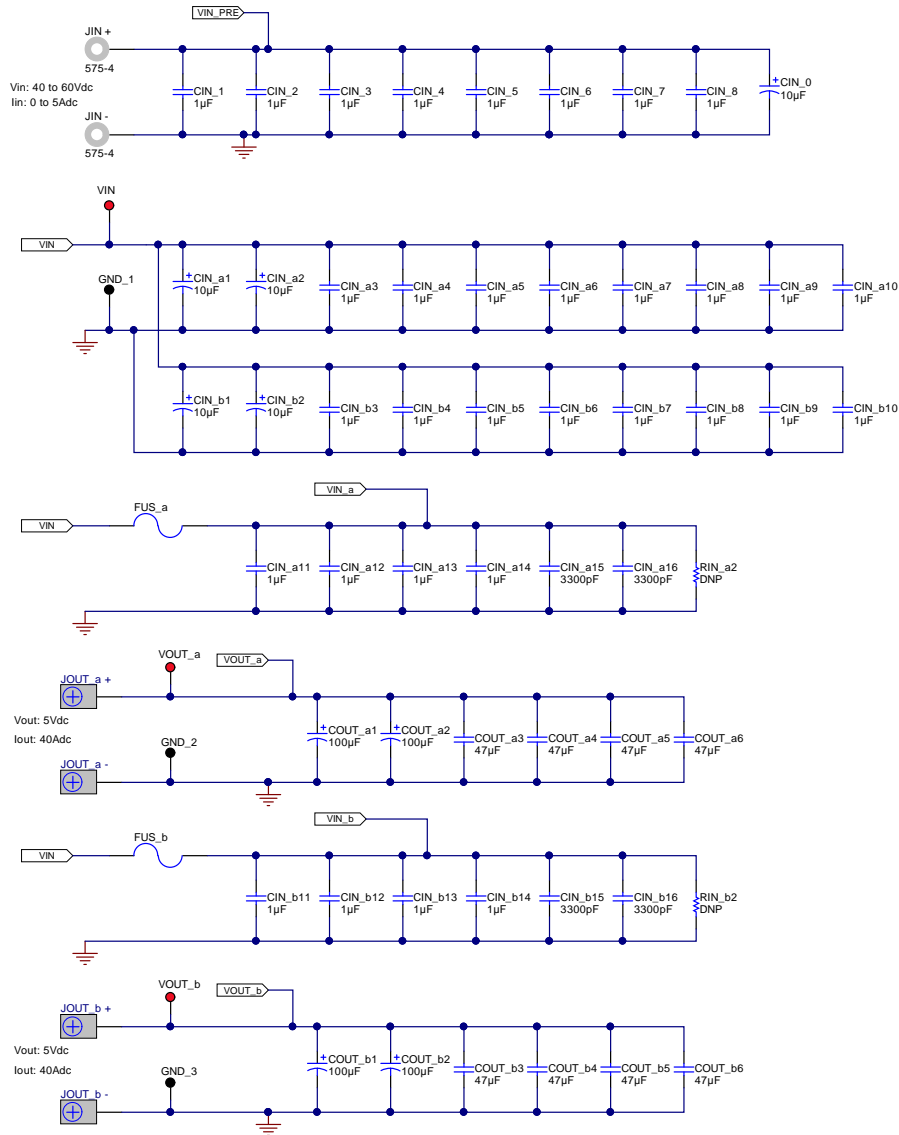 VIN_PRE
JIN +
575-4
Vin: 40 to 60Vdc
Iin: 0 to 5Adc
JIN -
575-4
CIN_1
1µF
CIN_2
1µF
CIN_3
1µF
CIN_4
1µF
CIN_5
1µF
CIN_6
1µF
CIN_7
1µF
CIN_8
1µF
+
CIN_0
10µF
VIN
VIN
GND_1
+
CIN_a1
10µF
+
CIN_a2
10µF
CIN_a3
1µF
CIN_a4
1µF
CIN_a5
1µF
CIN_a6
1µF
CIN_a7
1µF
CIN_a8
1µF
CIN_a9
1µF
CIN_a10
1µF
+
CIN_b1
10µF
+
CIN_b2
10µF
CIN_b3
1µF
CIN_b4
1µF
CIN_b5
1µF
CIN_b6
1µF
CIN_b7
1µF
CIN_b8
1µF
CIN_b9
1µF
CIN_b10
1µF
VIN_a
FUS_a
VIN
CIN_a11
1µF
CIN_a12
1µF
CIN_a13
1µF
CIN_a14
1µF
CIN_a15
3300pF
CIN_a16
3300pF
RIN_a2
DNP
VOUT_a
VOUT_a
JOUT_a +
Vout: 5Vdc
Iout: 40Adc
GND_2
JOUT_a -
+
COUT_a1
100µF
+
COUT_a2
100µF
COUT_a3
47µF
COUT_a4
47µF
COUT_a5
47µF
COUT_a6
47µF
VIN_b
FUS_b
VIN
CIN_b11
1µF
CIN_b12
1µF
CIN_b13
1µF
CIN_b14
1µF
CIN_b15
3300pF
CIN_b16
3300pF
RIN_b2
DNP
VOUT_b
VOUT_b
JOUT_b +
Vout: 5Vdc
Iout: 40Adc
GND_3
JOUT_b -
+
COUT_b1
100µF
+
COUT_b2
100µF
COUT_b3
47µF
COUT_b4
47µF
COUT_b5
47µF
COUT_b6
47µF